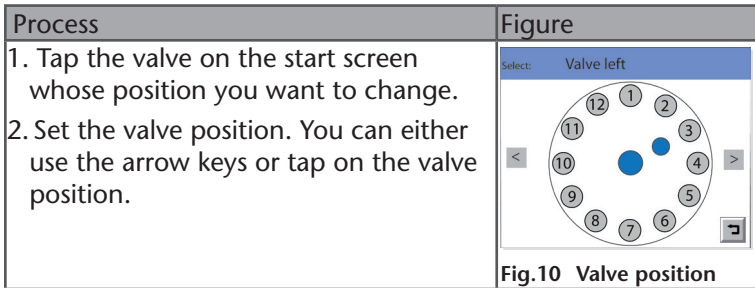 Process
Figure
1. Tap the valve on the start screen
whose position you want to change.
2. Set the valve position. You can either
use the arrow keys or tap on the valve
position.
Select: Valve left
1
12 2
11 3
< 10 4 >
9 5
8 6
7
Fig.10 Valve position